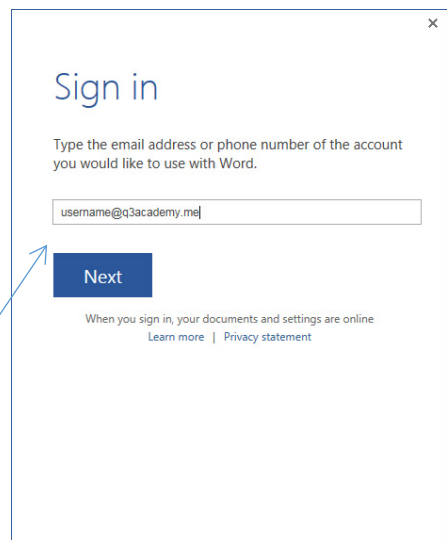 Sign in
Type the email address or phone number of the account
you would like to use with Word.
username@q3academy.me
Next
When you sign in, your documents and settings are online
Learn more | Privacy statement